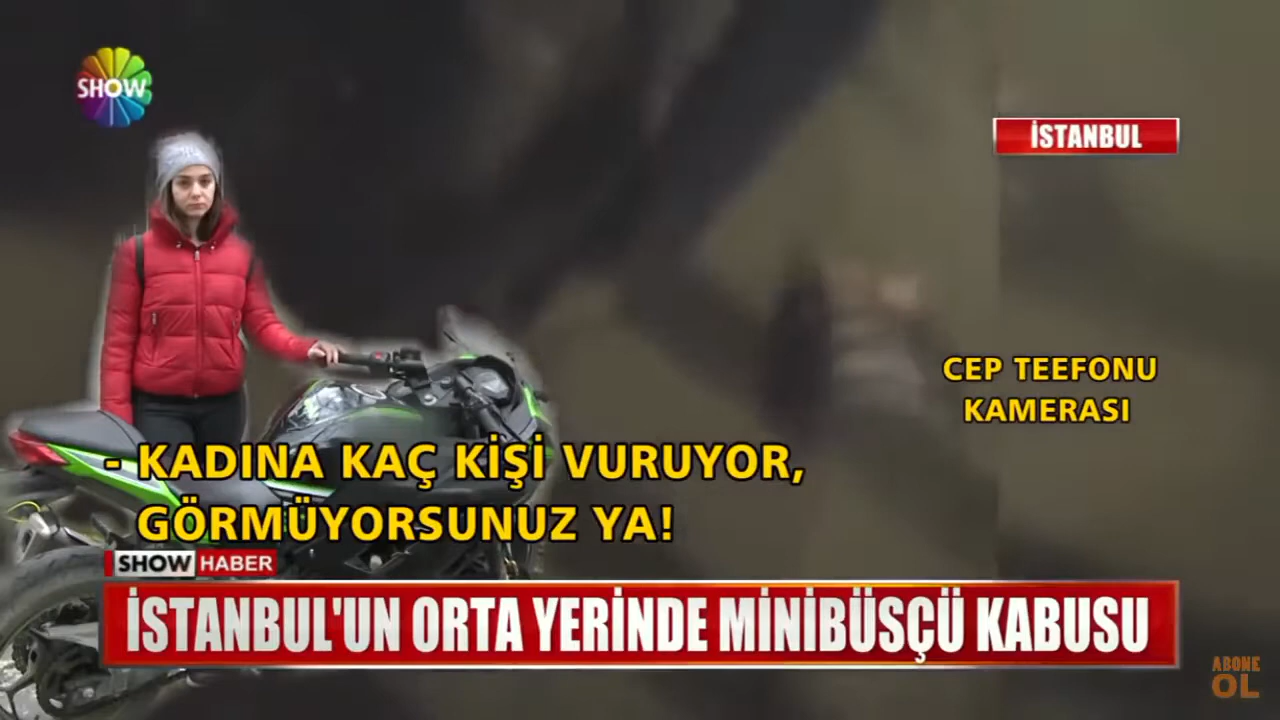 SHOW
İSTANBUL
CEP TEEFONU
KAMERASI
- KADINA KAÇ KİŞİ VURUYOR,
GÖRMÜYORSUNUZ YA!
SHOW HABER
İSTANBUL'UN ORTA YERİNDE MİNİBÜSÇÜ KABUSU
ABONE
OL